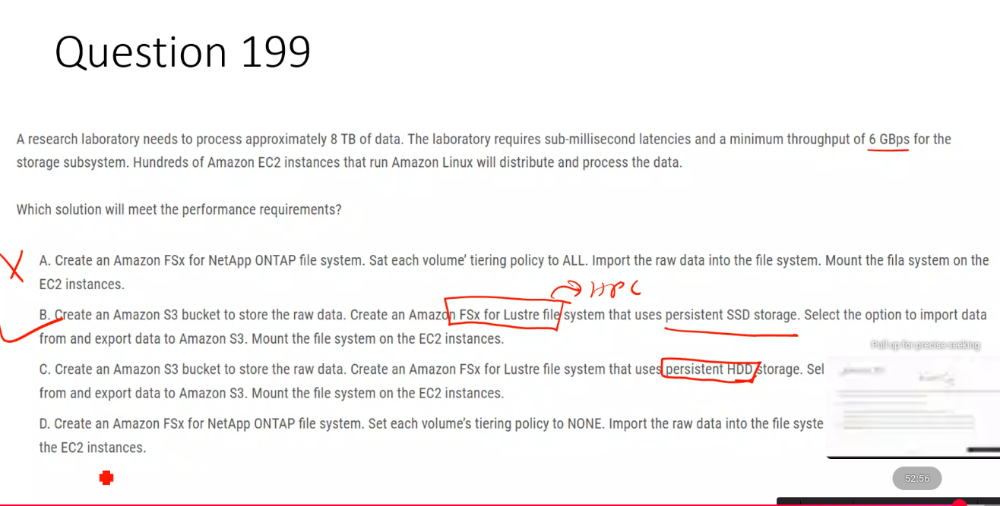 Question 199
A research laboratory needs to process approximately 8 TB of data. The laboratory requires sub-millisecond latencies and a minimum throughput of 6 GBps for the
storage subsystem. Hundreds of Amazon EC2 instances that run Amazon Linux will distribute and process the data.
Which solution will meet the performance requirements?
A. Create an Amazon FSx for NetApp ONTAP file system. Sat each volume’ tiering policy to ALL. Import the raw data into the file system. Mount the fila system on the
EC2 instances.
HPC
B. Create an Amazon S3 bucket to store the raw data. Create an Amazon FSx for Lustre file system that uses persistent SSD storage. Select the option to import data
from and export data to Amazon S3. Mount the file system on the EC2 instances.
Pull up for precise seeking
C. Create an Amazon S3 bucket to store the raw data. Create an Amazon FSx for Lustre file system that uses persistent HDD storage. Sel
from and export data to Amazon S3. Mount the file system on the EC2 instances.
D. Create an Amazon FSx for NetApp ONTAP file system. Set each volume’s tiering policy to NONE. Import the raw data into the file syste
the EC2 instances.
52:56